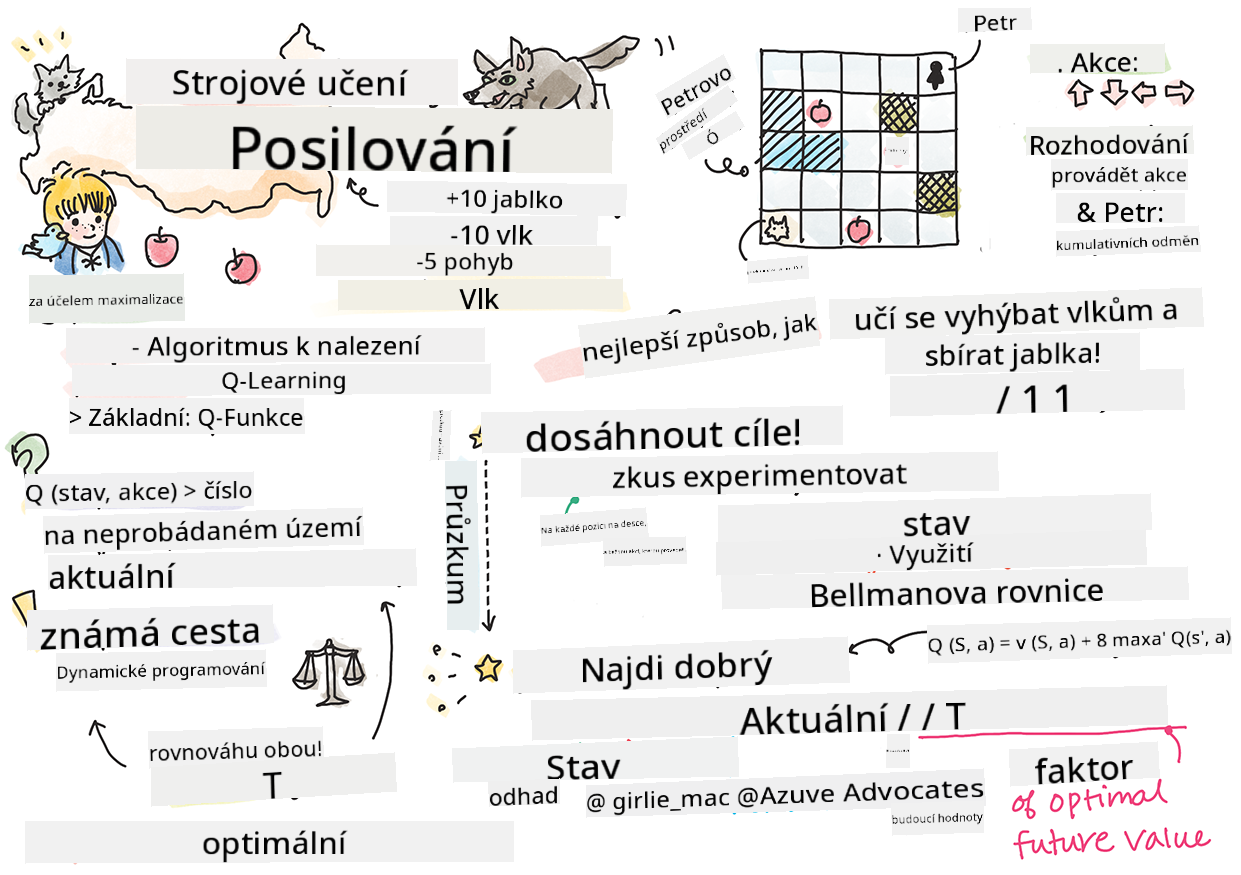 Strojové učení
Posilování
+10 jablko
-10 vlk
-5 pohyb
Vlk
za účelem maximalizace
Petrovo
prostředí
Ó
Petr
. Akce:
Rozhodování
provádět akce
& Petr:
kumulativních odměn
- Algoritmus k nalezení
Q-Learning
> Základní: Q-Funkce
nejlepší způsob, jak
učí se vyhýbat vlkům a
sbírat jablka!
/ 1 1
dosáhnout cíle!
zkus experimentovat
Q (stav, akce) > číslo
na neprobádaném území
aktuální
známá cesta
Dynamické programování
rovnováhu obou!
T
optimální
Průzkum
Na každé pozici na desce,
stav
· Využití
Bellmanova rovnice
Q (S, a) = v (S, a) + 8 maxa' Q(s', a)
Najdi dobrý
Aktuální / / T
Stav
odhad
@ girlie_mac @Azuve Advocates
budoucí hodnoty
faktor
of optimal
future value